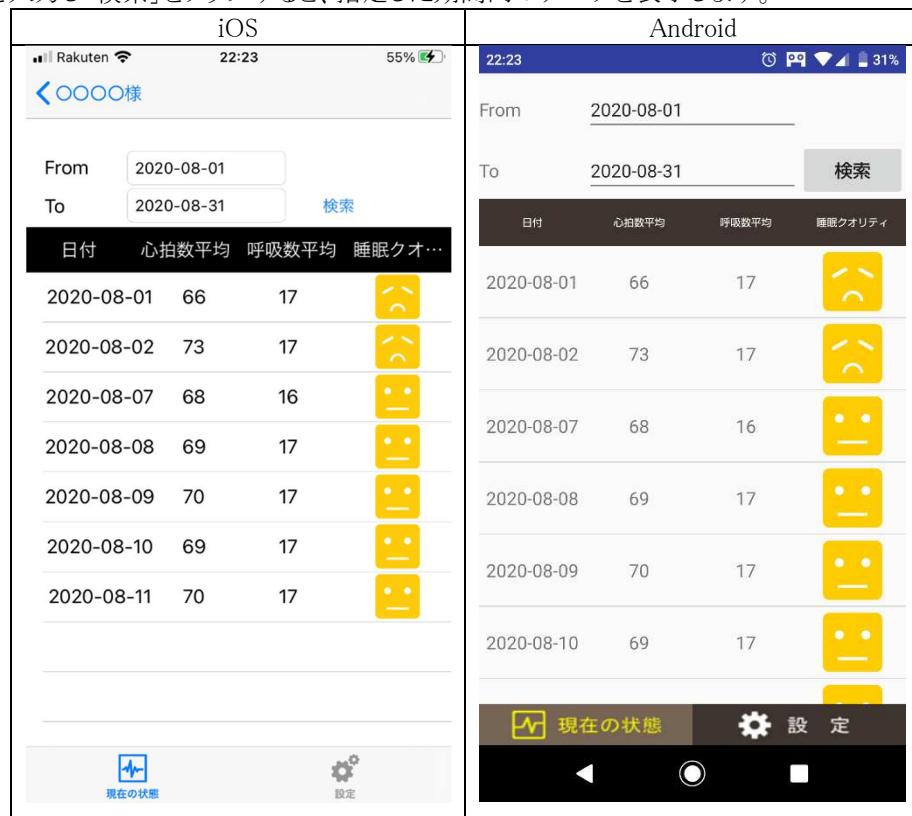 iOS
Android
Rakuten 22:23 55%
〇〇〇〇様
From 2020-08-01
To 2020-08-31 検索
日付 心拍数平均 呼吸数平均 睡眠クオ…
2020-08-01 66 17
2020-08-02 73 17
2020-08-07 68 16
2020-08-08 69 17
2020-08-09 70 17
2020-08-10 69 17
2020-08-11 70 17
現在の状態 設定
22:23 31%
From 2020-08-01
To 2020-08-31 検索
日付 心拍数平均 呼吸数平均 睡眠クオリティ
2020-08-01 66 17
2020-08-02 73 17
2020-08-07 68 16
2020-08-08 69 17
2020-08-09 70 17
2020-08-10 69 17
現在の状態 設 定